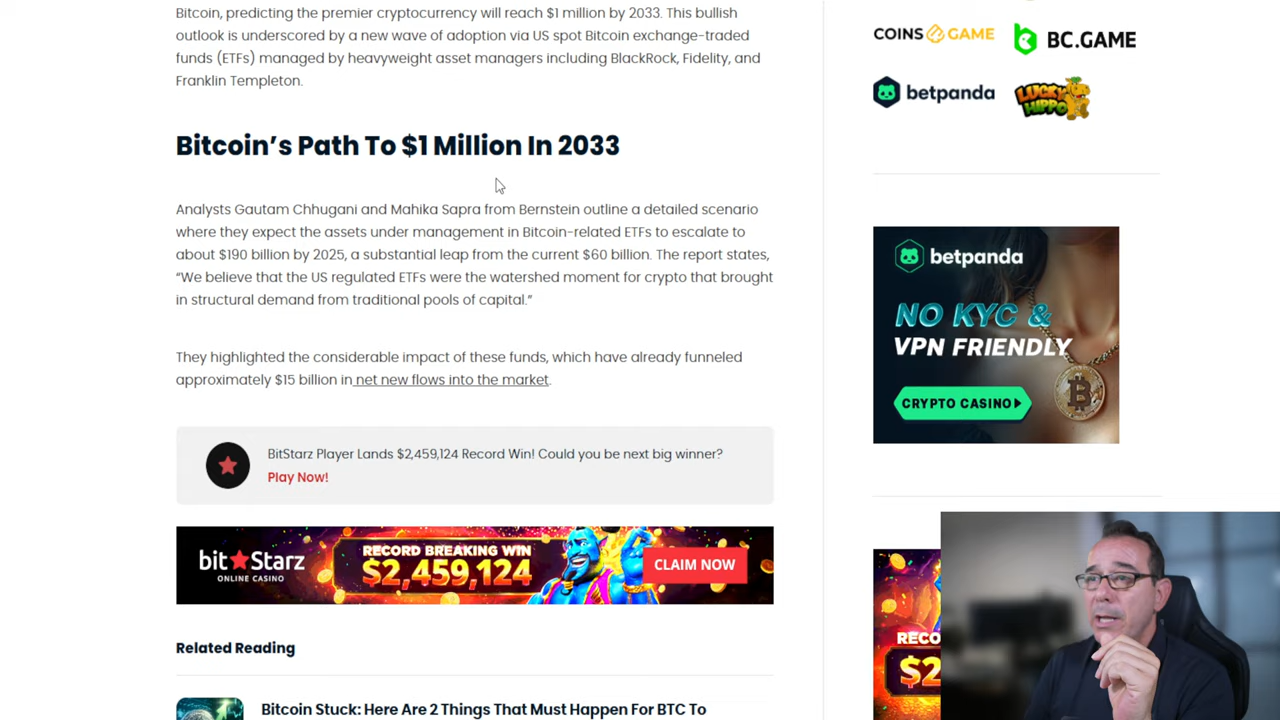 Bitcoin, predicting the premier cryptocurrency will reach $1 million by 2033. This bullish
outlook is underscored by a new wave of adoption via US spot Bitcoin exchange-traded
funds (ETFs) managed by heavyweight asset managers including BlackRock, Fidelity, and
Franklin Templeton.
Bitcoin’s Path To $1 Million In 2033
Analysts Gautam Chhugani and Mahika Sapra from Bernstein outline a detailed scenario
where they expect the assets under management in Bitcoin-related ETFs to escalate to
about $190 billion by 2025, a substantial leap from the current $60 billion. The report states,
“We believe that the US regulated ETFs were the watershed moment for crypto that brought
in structural demand from traditional pools of capital.”
They highlighted the considerable impact of these funds, which have already funneled
approximately $15 billion in net new flows into the market.
BitStarz Player Lands $2,459,124 Record Win! Could you be next big winner?
Play Now!
bitStarz
ONLINE CASINO
RECORD BREAKING WIN
$2,459,124
CLAIM NOW
Related Reading
Bitcoin Stuck: Here Are 2 Things That Must Happen For BTC To
COINS GAME
BC.GAME
betpanda
LUCKY HIPPO
betpanda
NO KYC &
VPN FRIENDLY
CRYPTO CASINO
RECO
$2